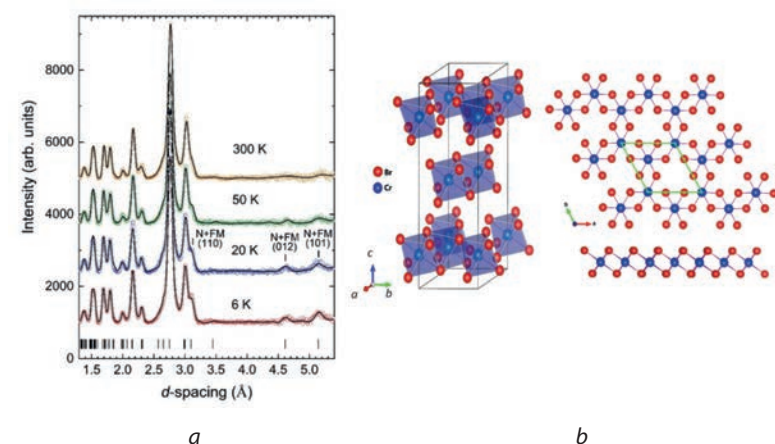 Intensity (arb. units)
8000
6000
4000
2000
0
300 K
50 K
N+FM
(110)
N+FM
(012)
N+FM
(101)
20 K
6 K
1.5 2.0 2.5 3.0 3.5 4.0 4.5 5.0
d-spacing (Å)
a
Br
Cr
c
a
b
b